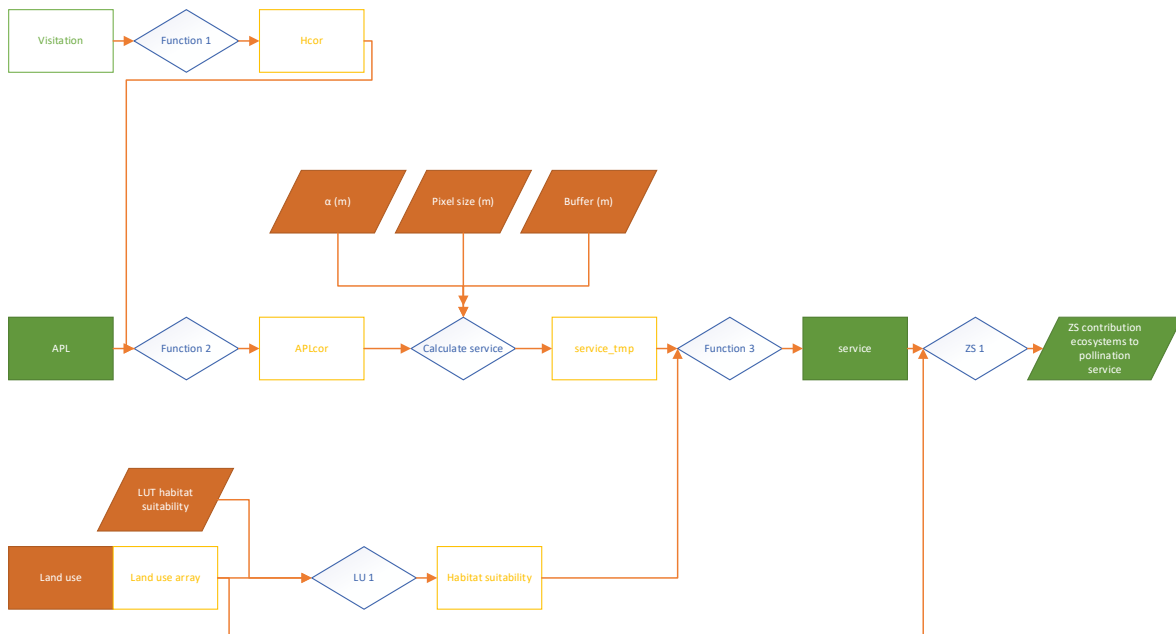 Visitation
Function 1
Hcor
α (m)
Pixel size (m)
Buffer (m)
APL
Function 2
APLcor
Calculate service
service_tmp
Function 3
service
ZS 1
ZS contribution
ecosystems to
pollination
service
LUT habitat
suitability
Land use
Land use array
LU 1
Habitat suitability